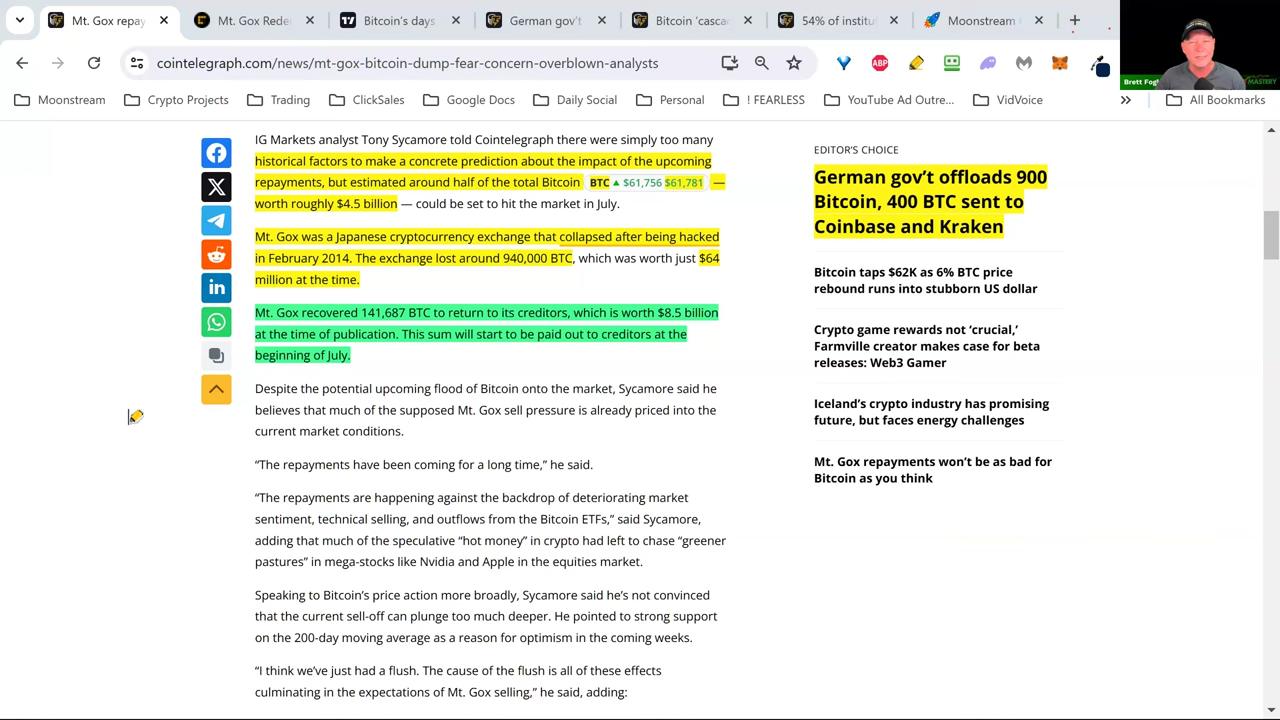 Mt. Gox repay
Mt. Gox Rede
Bitcoin's days
German gov't
Bitcoin 'casca
54% of institu
Moonstream
cointelegraph.com/news/mt-gox-bitcoin-dump-fear-concern-overblown-analysts
ABP
Brett Fogl
MASTERY
Moonstream
Crypto Projects
Trading
ClickSales
Google Docs
Daily Social
Personal
! FEARLESS
YouTube Ad Outre...
VidVoice
All Bookmarks
IG Markets analyst Tony Sycamore told Cointelegraph there were simply too many
historical factors to make a concrete prediction about the impact of the upcoming
repayments, but estimated around half of the total Bitcoin BTC ▲ $61,756 $61,781 —
worth roughly $4.5 billion — could be set to hit the market in July.
Mt. Gox was a Japanese cryptocurrency exchange that collapsed after being hacked
in February 2014. The exchange lost around 940,000 BTC, which was worth just $64
million at the time.
Mt. Gox recovered 141,687 BTC to return to its creditors, which is worth $8.5 billion
at the time of publication. This sum will start to be paid out to creditors at the
beginning of July.
Despite the potential upcoming flood of Bitcoin onto the market, Sycamore said he
believes that much of the supposed Mt. Gox sell pressure is already priced into the
current market conditions.
“The repayments have been coming for a long time,” he said.
“The repayments are happening against the backdrop of deteriorating market
sentiment, technical selling, and outflows from the Bitcoin ETFs,” said Sycamore,
adding that much of the speculative “hot money” in crypto had left to chase “greener
pastures” in mega-stocks like Nvidia and Apple in the equities market.
Speaking to Bitcoin’s price action more broadly, Sycamore said he’s not convinced
that the current sell-off can plunge too much deeper. He pointed to strong support
on the 200-day moving average as a reason for optimism in the coming weeks.
“I think we’ve just had a flush. The cause of the flush is all of these effects
culminating in the expectations of Mt. Gox selling,” he said, adding:
EDITOR’S CHOICE
German gov’t offloads 900
Bitcoin, 400 BTC sent to
Coinbase and Kraken
Bitcoin taps $62K as 6% BTC price
rebound runs into stubborn US dollar
Crypto game rewards not ‘crucial,’
Farmville creator makes case for beta
releases: Web3 Gamer
Iceland’s crypto industry has promising
future, but faces energy challenges
Mt. Gox repayments won’t be as bad for
Bitcoin as you think